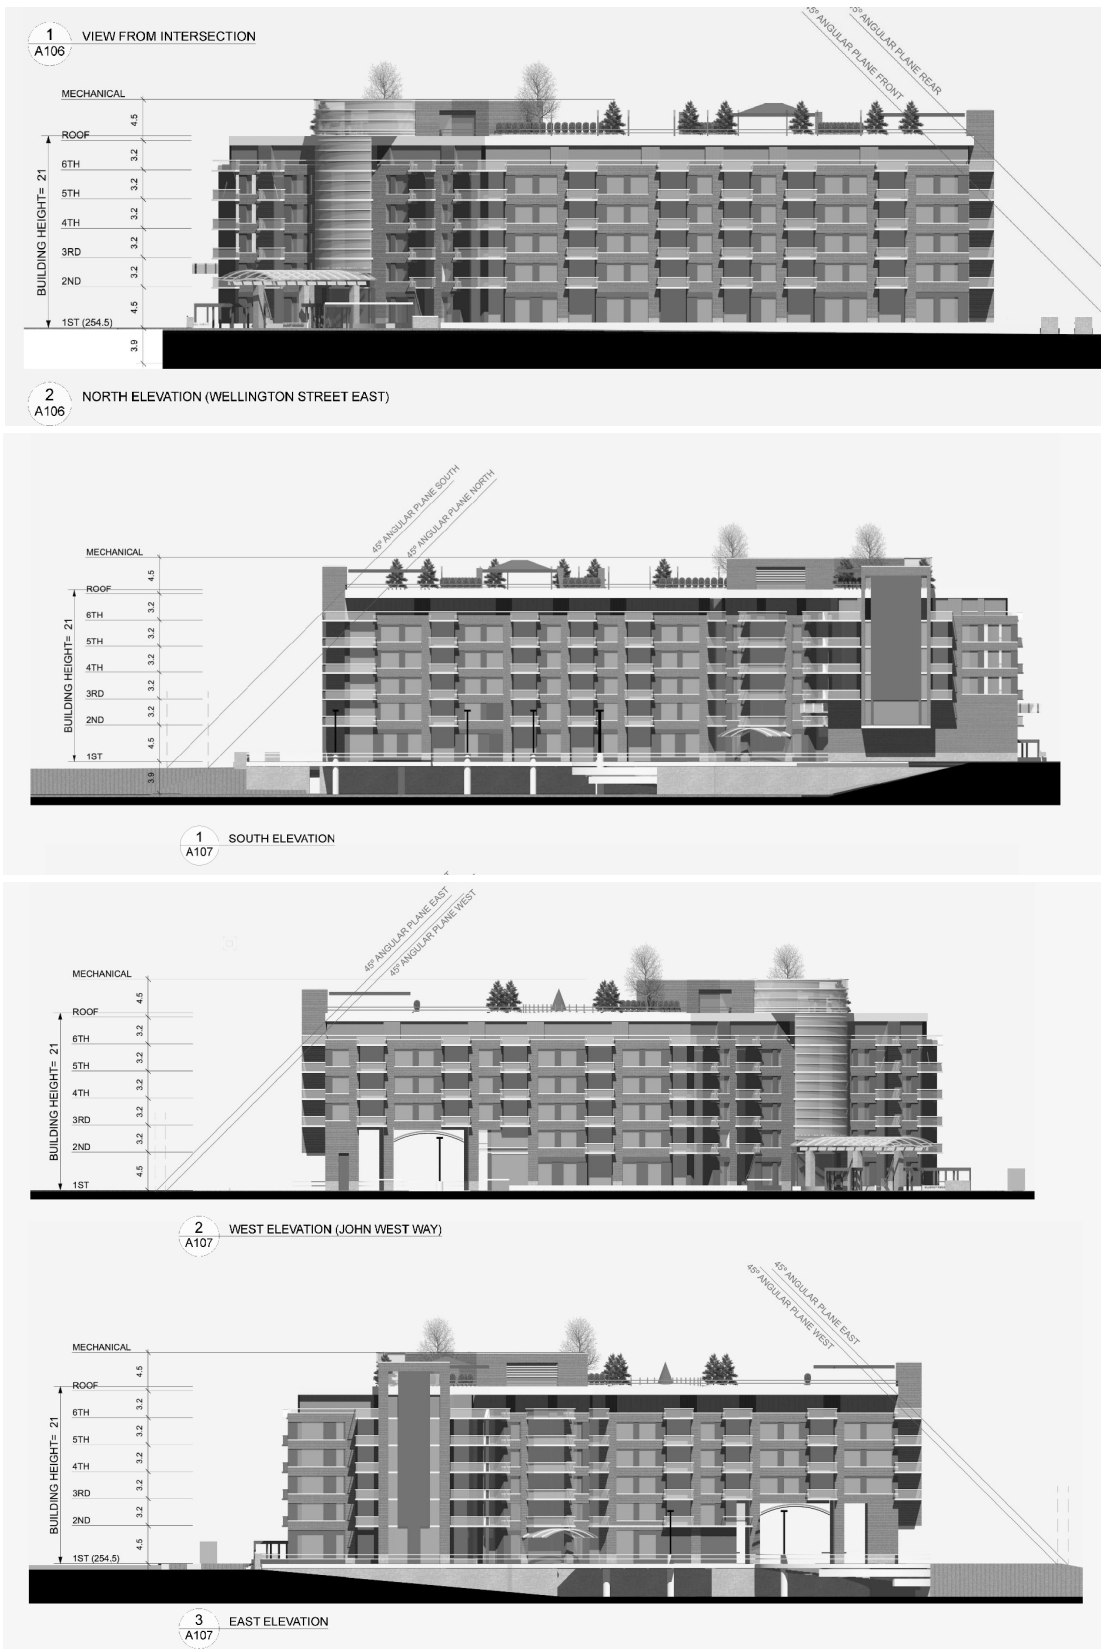 1
A106
VIEW FROM INTERSECTION
45° ANGULAR PLANE FRONT
45° ANGULAR PLANE REAR
MECHANICAL
4.5
ROOF
3.2
6TH
3.2
5TH
3.2
4TH
3.2
3RD
3.2
2ND
4.5
1ST (254.5)
3.9
BUILDING HEIGHT= 21
2
A106
NORTH ELEVATION (WELLINGTON STREET EAST)
45° ANGULAR PLANE SOUTH
45° ANGULAR PLANE NORTH
MECHANICAL
4.5
ROOF
3.2
6TH
3.2
5TH
3.2
4TH
3.2
3RD
3.2
2ND
4.5
1ST
3.9
BUILDING HEIGHT= 21
1
A107
SOUTH ELEVATION
45° ANGULAR PLANE EAST
45° ANGULAR PLANE WEST
MECHANICAL
4.5
ROOF
3.2
6TH
3.2
5TH
3.2
4TH
3.2
3RD
3.2
2ND
4.5
1ST
BUILDING HEIGHT= 21
2
A107
WEST ELEVATION (JOHN WEST WAY)
45° ANGULAR PLANE EAST
45° ANGULAR PLANE WEST
MECHANICAL
4.5
ROOF
3.2
6TH
3.2
5TH
3.2
4TH
3.2
3RD
3.2
2ND
4.5
1ST (254.5)
BUILDING HEIGHT= 21
3
A107
EAST ELEVATION